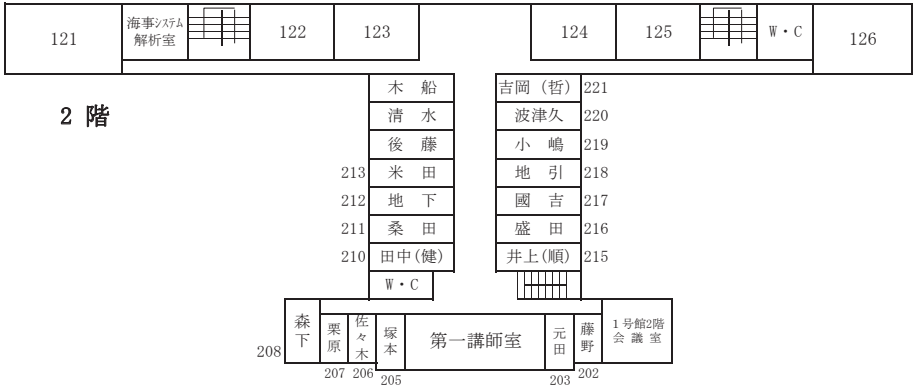 121
海事システム
解析室
122
123
124
125
W・C
126
2 階
木 船
吉岡 (哲) 221
清 水
波津久 220
後 藤
小 嶋 219
213 米 田
地 引 218
212 地 下
國 吉 217
211 桑 田
盛 田 216
210 田中(健)
井上(順) 215
W・C
森下
208
栗原
207
佐々木
206
塚本
205
第一講師室
元田
203
藤野
202
1号館2階
会 議 室